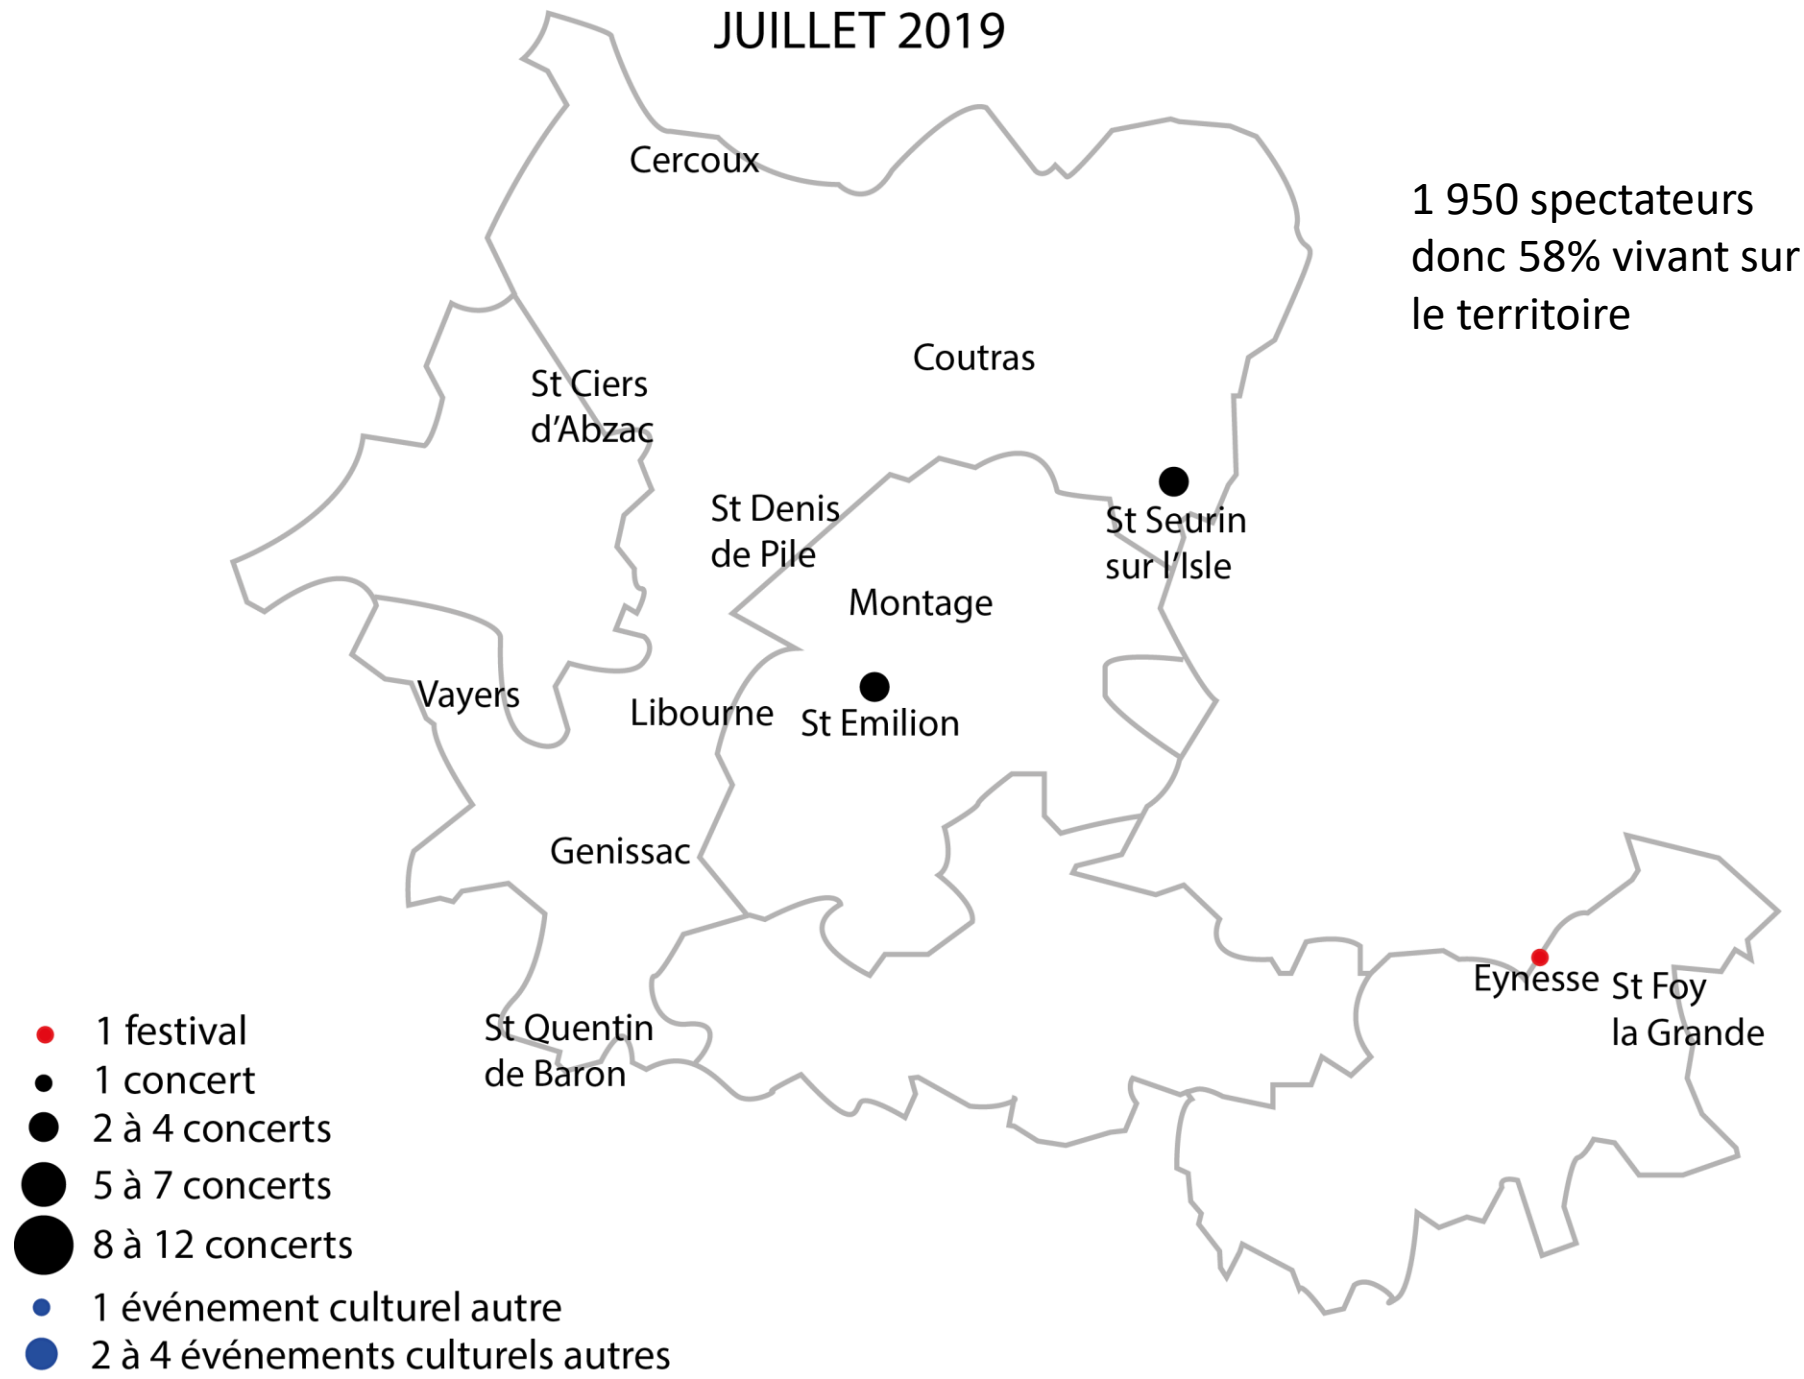 JUILLET 2019
Cercoux
1 950 spectateurs
donc 58% vivant sur
le territoire
Coutras
St Ciers
d'Abzac
St Denis
de Pile
St Seurin
sur l'Isle
Montage
Vayers
Libourne
St Emilion
Genissac
Eynesse
St Foy
la Grande
St Quentin
de Baron
1 festival
1 concert
2 à 4 concerts
5 à 7 concerts
8 à 12 concerts
1 événement culturel autre
2 à 4 événements culturels autres